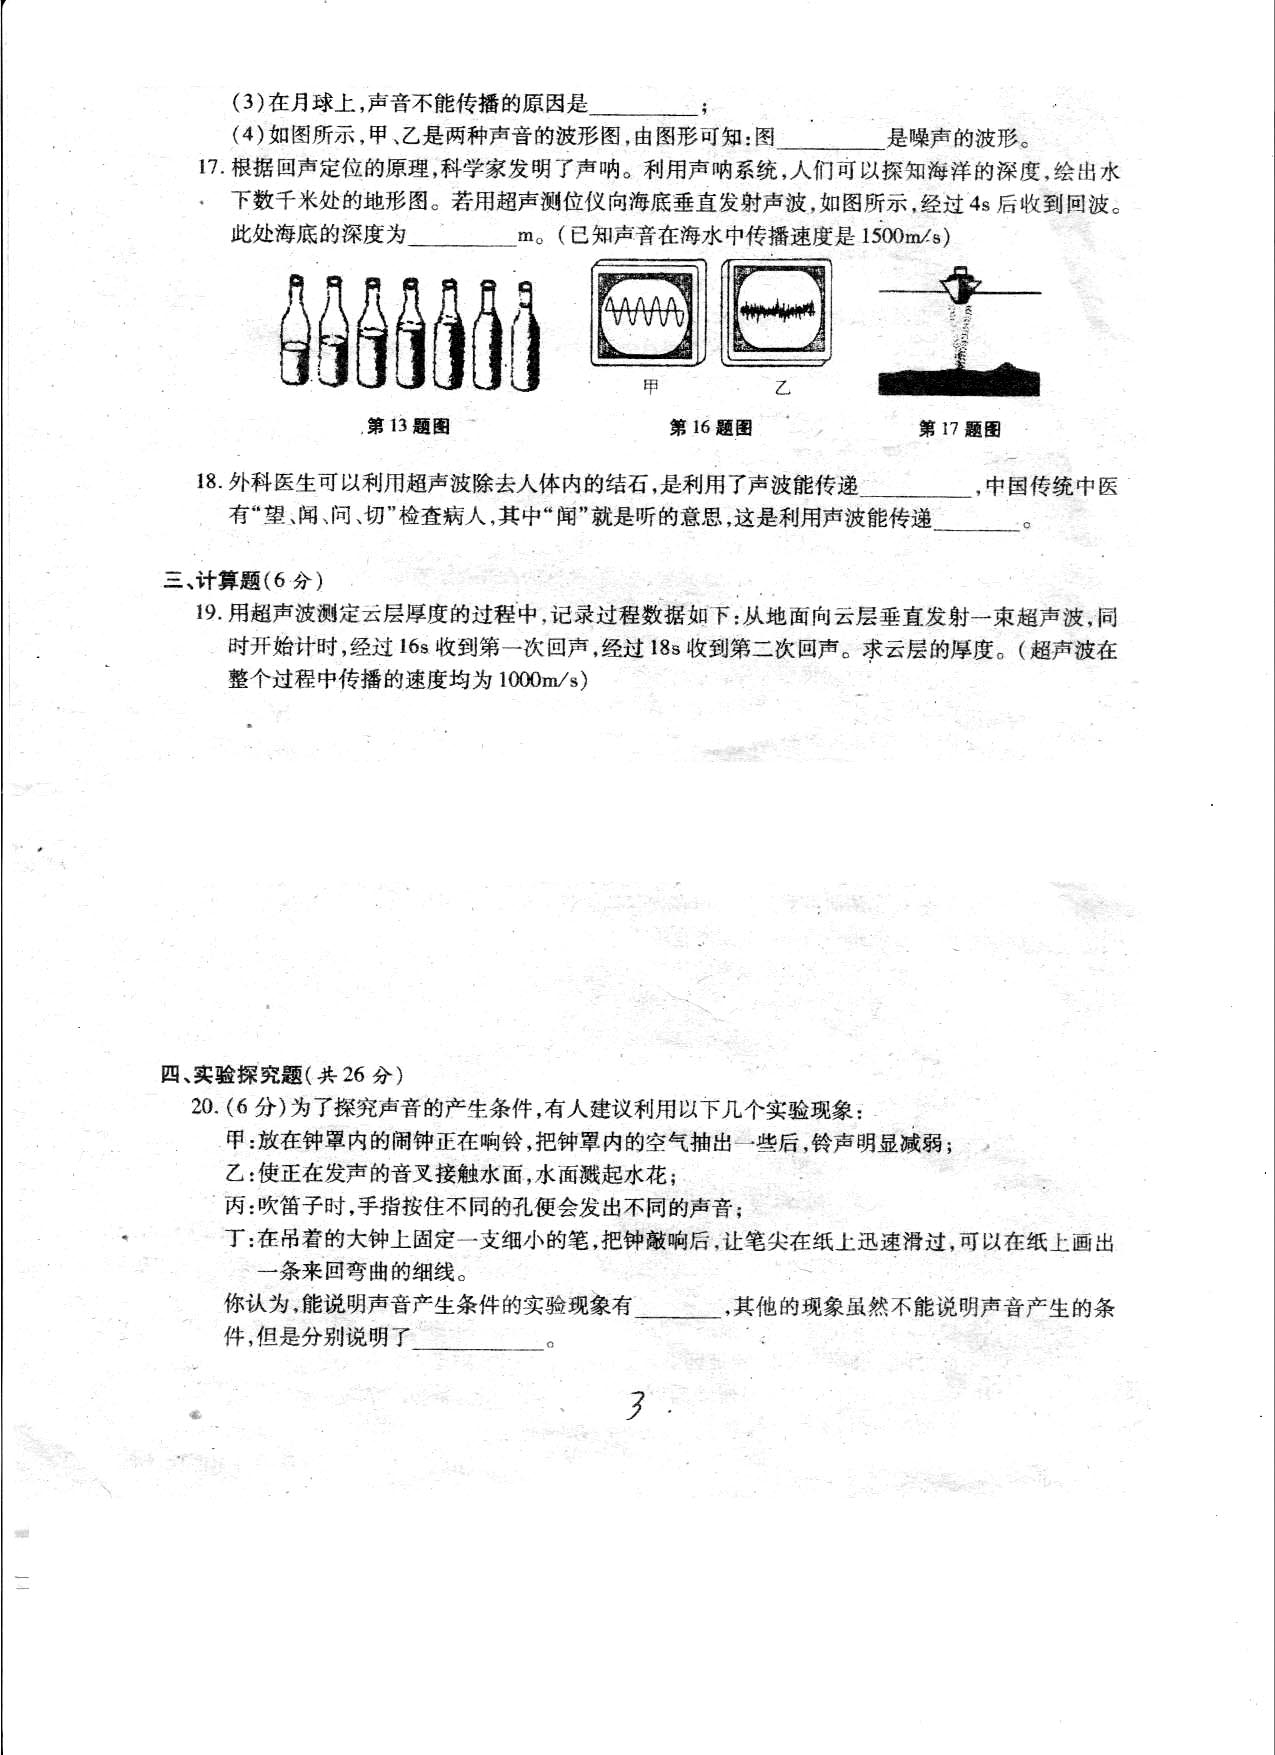 (3)在月球上,声音不能传播的原因是__________;
(4)如图所示,甲、乙是两种声音的波形图,由图形可知:图__________是噪声的波形。
17.根据回声定位的原理,科学家发明了声呐。利用声呐系统,人们可以探知海洋的深度,绘出水
下数千米处的地形图。若用超声测位仪向海底垂直发射声波,如图所示,经过4s后收到回波。
此处海底的深度为__________m。(已知声音在海水中传播速度是1500m/s)
甲
乙
第13题图
第16题图
第17题图
18.外科医生可以利用超声波除去人体内的结石,是利用了声波能传递__________,中国传统中医
有“望、闻、问、切”检查病人,其中“闻”就是听的意思,这是利用声波能传递________。
三、计算题(6分)
19.用超声波测定云层厚度的过程中,记录过程数据如下:从地面向云层垂直发射一束超声波,同
时开始计时,经过16s收到第一次回声,经过18s收到第二次回声。求云层的厚度。(超声波在
整个过程中传播的速度均为1000m/s)
四、实验探究题(共26分)
20.(6分)为了探究声音的产生条件,有人建议利用以下几个实验现象:
甲:放在钟罩内的闹钟正在响铃,把钟罩内的空气抽出一些后,铃声明显减弱;
乙:使正在发声的音叉接触水面,水面溅起水花;
丙:吹笛子时,手指按住不同的孔便会发出不同的声音;
丁:在吊着的大钟上固定一支细小的笔,把钟敲响后,让笔尖在纸上迅速滑过,可以在纸上画出
一条来回弯曲的细线。
你认为,能说明声音产生条件的实验现象有________,其他的现象虽然不能说明声音产生的条
件,但是分别说明了____________。
3